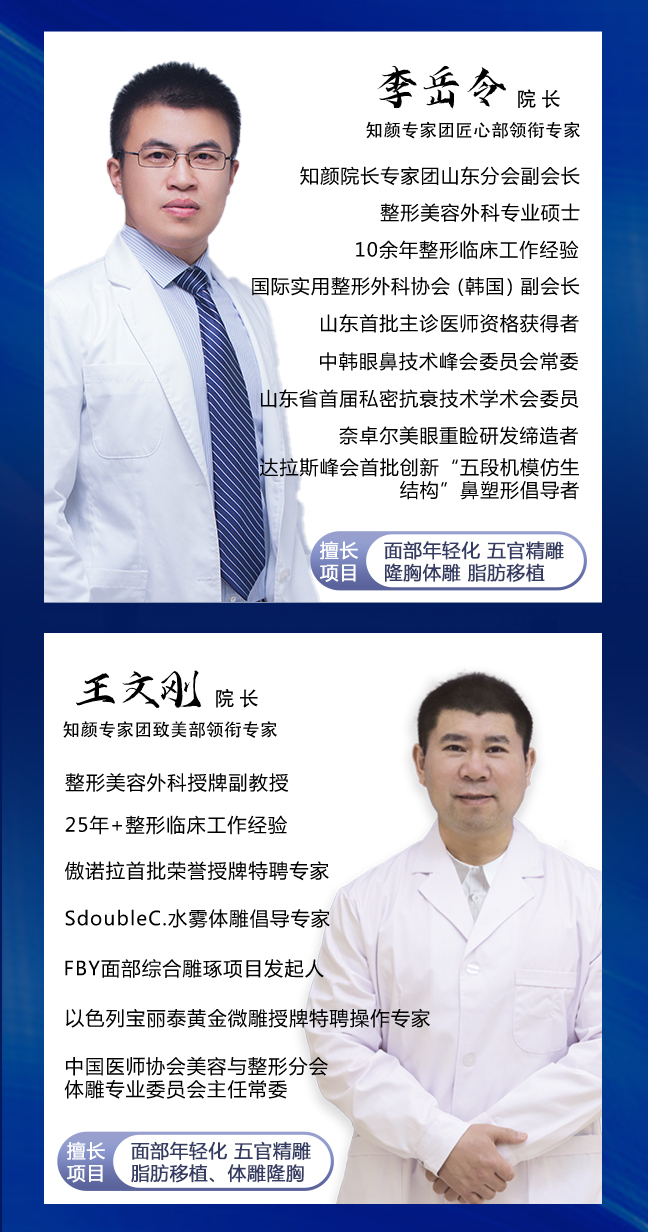 李岳令 院长
知颜专家团匠心部领衔专家
知颜院长专家团山东分会副会长
整形美容外科专业硕士
10余年整形临床工作经验
国际实用整形外科协会（韩国）副会长
山东首批主诊医师资格获得者
中韩眼鼻技术峰会委员会常委
山东省首届私密抗衰技术学术会委员
奈卓尔美眼重睑研发缔造者
达拉斯峰会首批创新“五段机模仿生
结构”鼻塑形倡导者
擅长
项目
面部年轻化 五官精雕
隆胸体雕 脂肪移植
王文刚 院长
知颜专家团致美部领衔专家
整形美容外科授牌副教授
25年+整形临床工作经验
傲诺拉首批荣誉授牌特聘专家
SdoubleC.水雾体雕倡导专家
FBY面部综合雕琢项目发起人
以色列宝丽泰黄金微雕授牌特聘操作专家
中国医师协会美容与整形分会
体雕专业委员会主任常委
擅长
项目
面部年轻化 五官精雕
脂肪移植、体雕隆胸